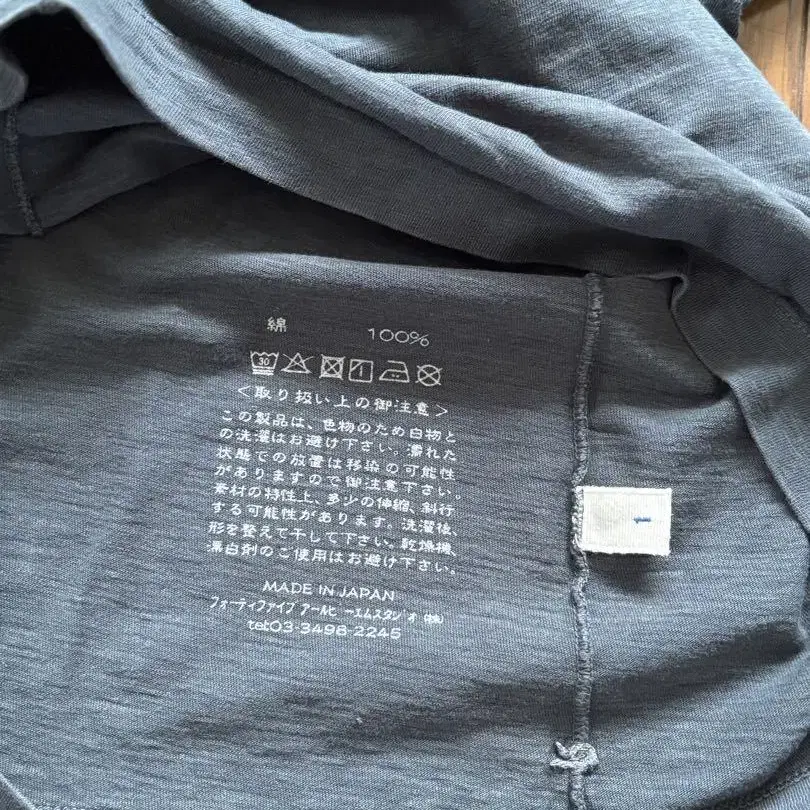 綿 100%
30
<取り扱い上の御注意>
この製品は、色物のため白物と
の洗濯はお避け下さい。濡れた
状態での放置は移染の可能性
がありますので御注意下さい。
素材の特性上、多少の伸縮、斜行
する可能性があります。洗濯後、
形を整えて干して下さい。乾燥機、
漂白剤のご使用はお避け下さい。
MADE IN JAPAN
フォーティファイブ アールピーエムスタジオ(株)
tel:03-3498-2245
1